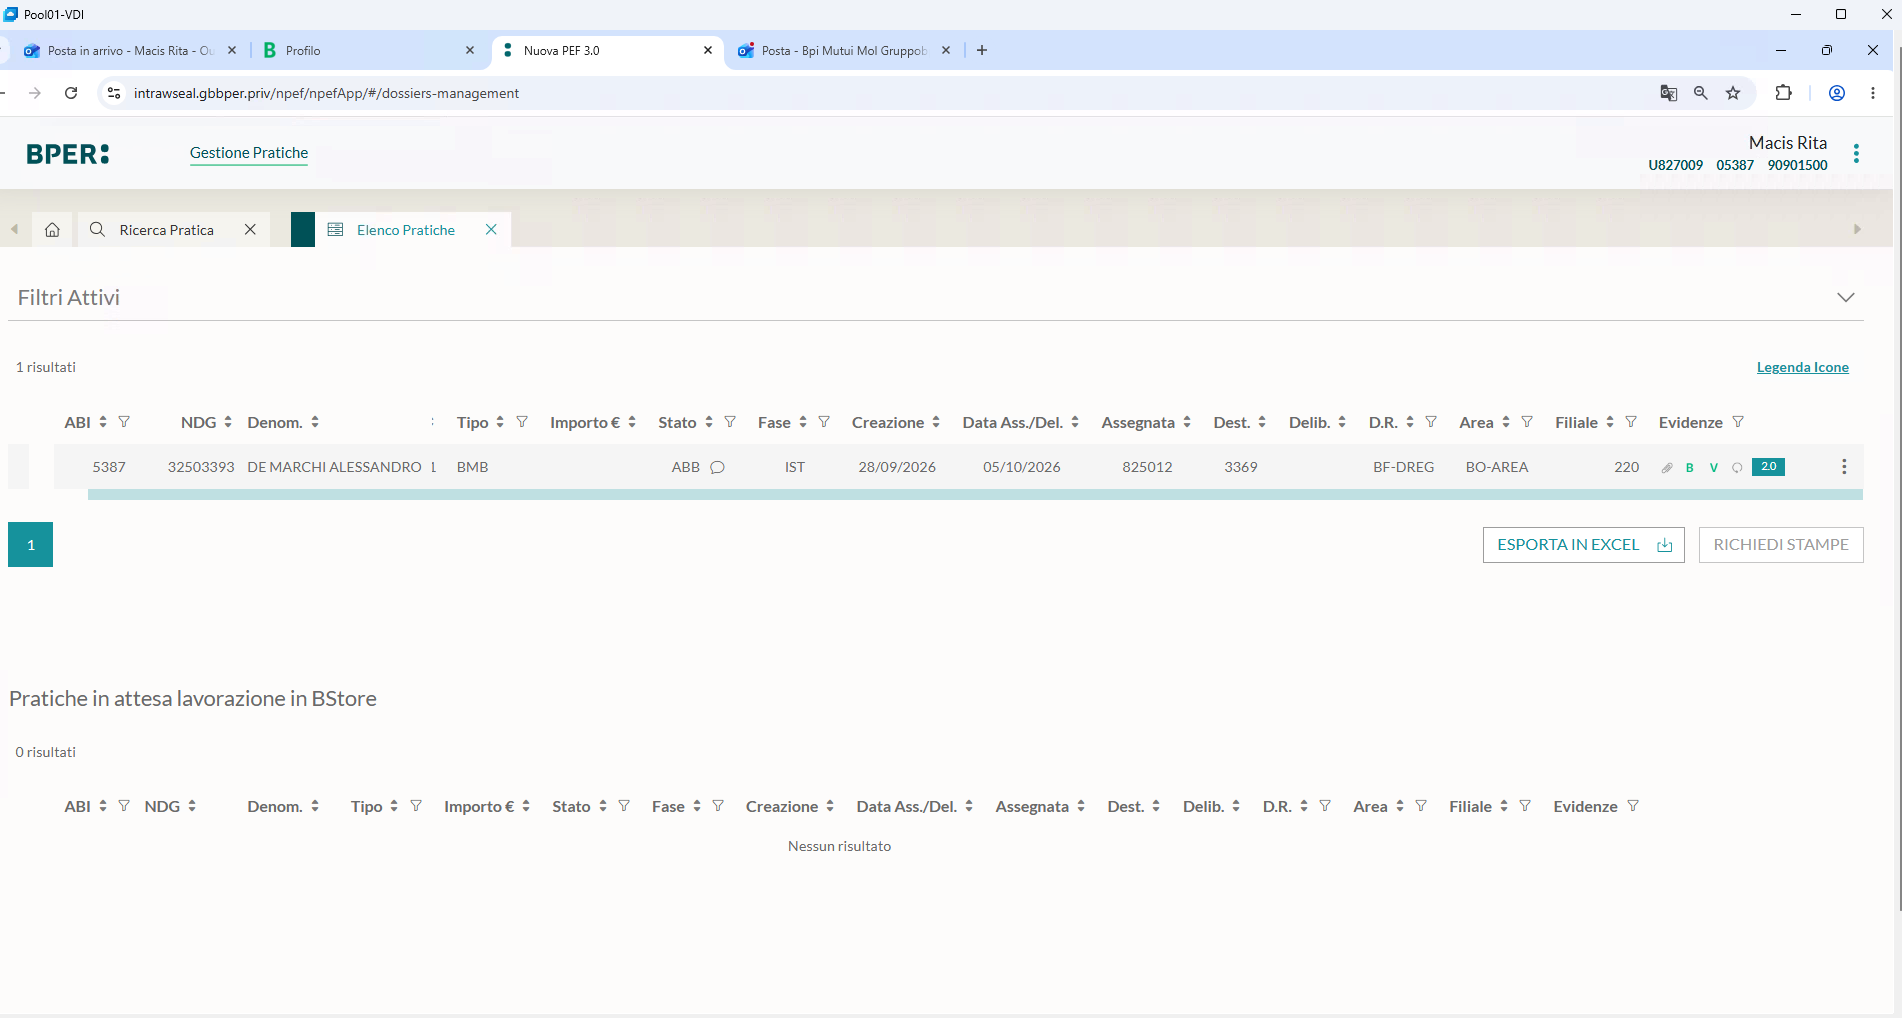 Pool01-VDI
Posta in arrivo - Macis Rita - Ou
Profilo
Nuova PEF 3.0
Posta - Bpi Mutui Mol Gruppob
intrawseal.gbbper.priv/npef/npefApp/#/dossiers-management
BPER:
Gestione Pratiche
Macis Rita
U827009 05387 90901500
Ricerca Pratica
Elenco Pratiche
Filtri Attivi
1 risultati
Legenda Icone
ABI NDG Denom. Tipo Importo € Stato Fase Creazione Data Ass./Del. Assegnata Dest. Delib. D.R. Area Filiale Evidenze
5387 32503393 DE MARCHI ALESSANDRO 1 BMB ABB IST 28/09/2026 05/10/2026 825012 3369 BF-DREG BO-AREA 220 B V 2.0
1
ESPORTA IN EXCEL
RICHIEDI STAMPE
Pratiche in attesa lavorazione in BStore
0 risultati
ABI NDG Denom. Tipo Importo € Stato Fase Creazione Data Ass./Del. Assegnata Dest. Delib. D.R. Area Filiale Evidenze
Nessun risultato